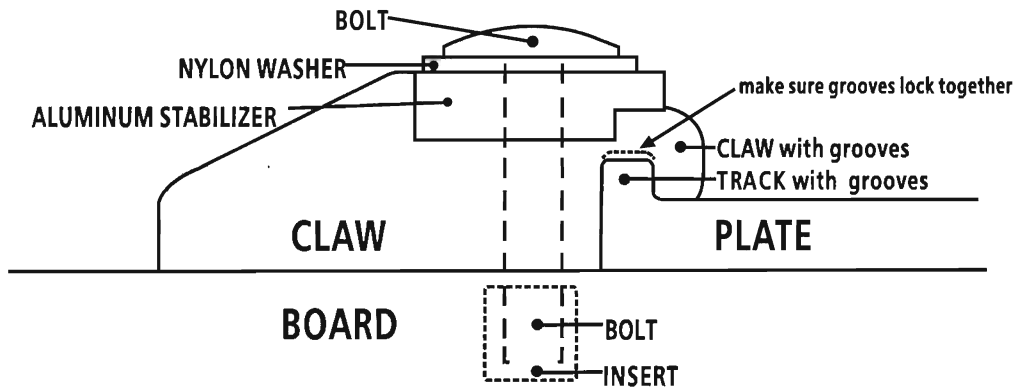 BOLT
NYLON WASHER
ALUMINUM STABILIZER
make sure grooves lock together
CLAW with grooves
TRACK with grooves
CLAW
PLATE
BOARD
BOLT
INSERT